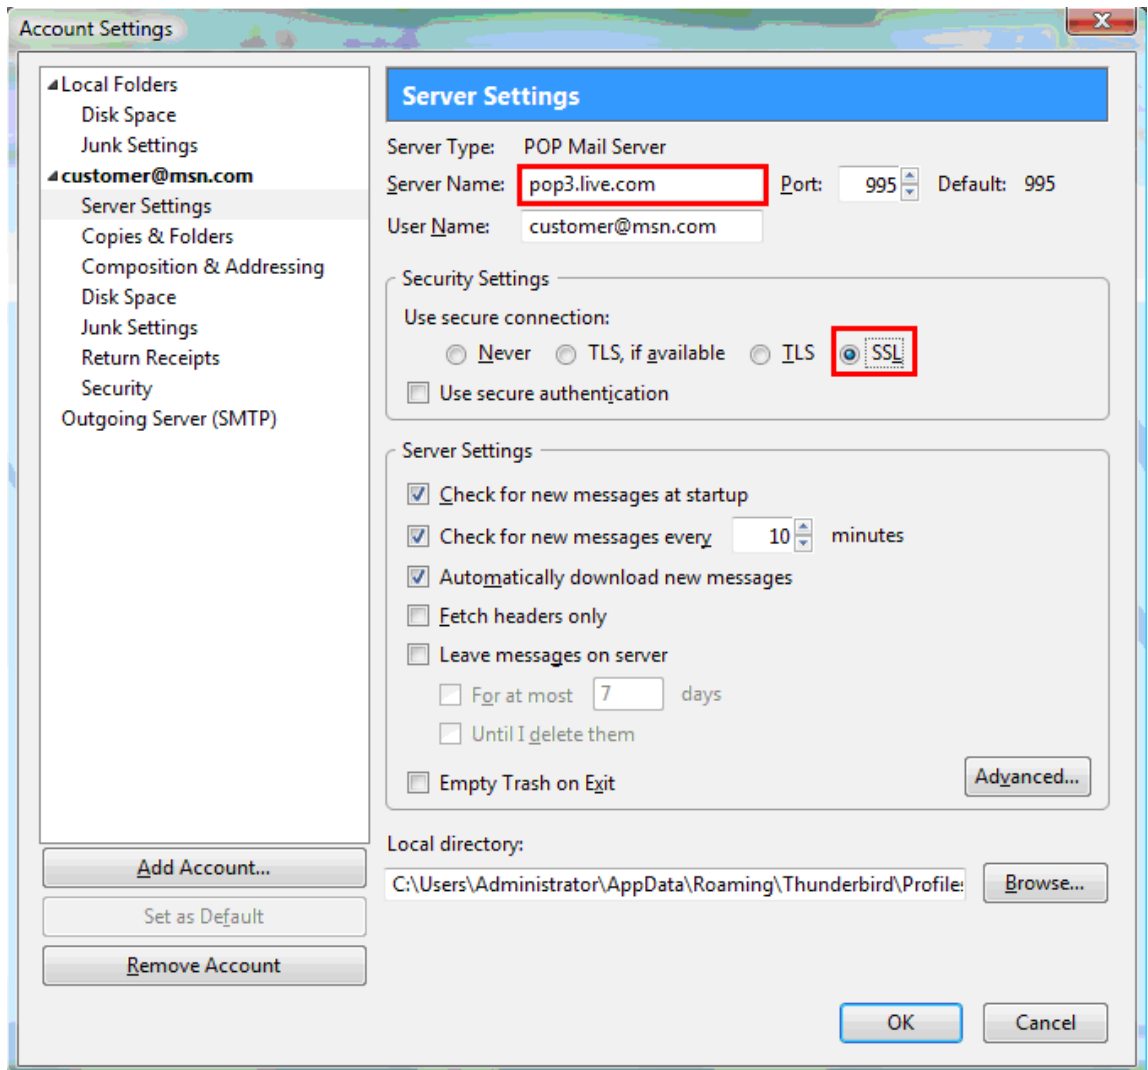 Account Settings
Local Folders
Disk Space
Junk Settings
customer@msn.com
Server Settings
Copies & Folders
Composition & Addressing
Disk Space
Junk Settings
Return Receipts
Security
Outgoing Server (SMTP)
Add Account...
Set as Default
Remove Account
Server Settings
Server Type: POP Mail Server
Server Name: pop3.live.com Port: 995 Default: 995
User Name: customer@msn.com
Security Settings
Use secure connection:
Never TLS, if available TLS SSL
Use secure authentication
Server Settings
Check for new messages at startup
Check for new messages every 10 minutes
Automatically download new messages
Fetch headers only
Leave messages on server
For at most 7 days
Until I delete them
Empty Trash on Exit Advanced...
Local directory:
C:\Users\Administrator\AppData\Roaming\Thunderbird\Profile: Browse...
OK Cancel